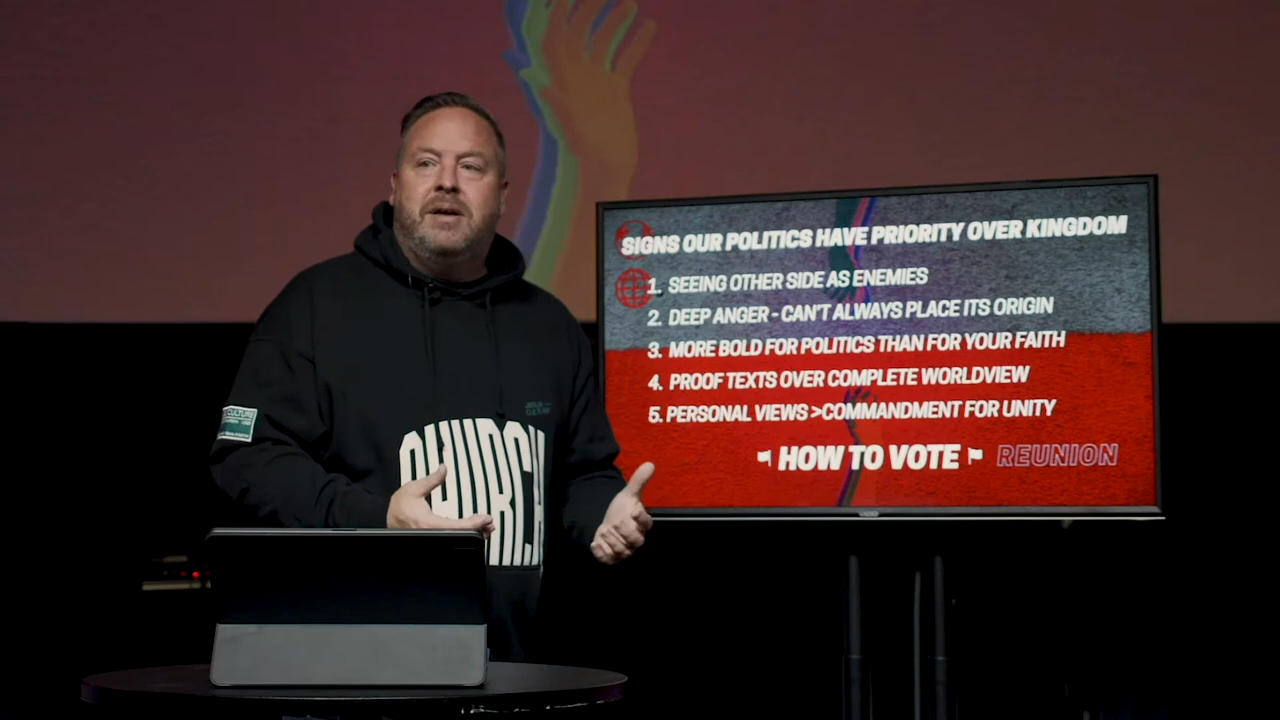 SIGNS OUR POLITICS HAVE PRIORITY OVER KINGDOM
1. SEEING OTHER SIDE AS ENEMIES
2. DEEP ANGER - CAN'T ALWAYS PLACE ITS ORIGIN
3. MORE BOLD FOR POLITICS THAN FOR YOUR FAITH
4. PROOF TEXTS OVER COMPLETE WORLDVIEW
5. PERSONAL VIEWS >COMMANDMENT FOR UNITY
HOW TO VOTE REUNION
CULTURE
CHURCH